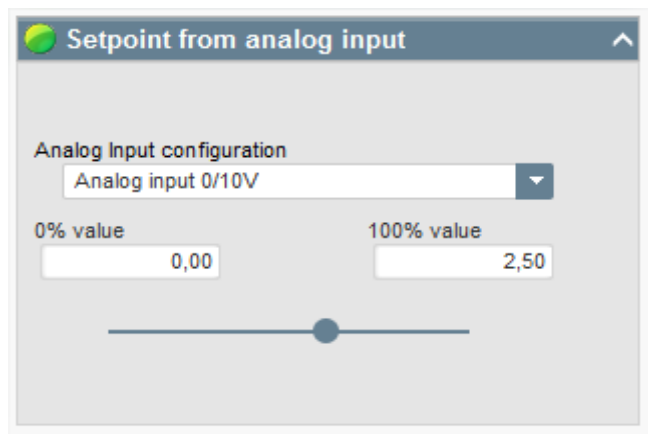 Setpoint from analog input
Analog Input configuration
Analog input 0/10V
0% value 100% value
0,00 2,50